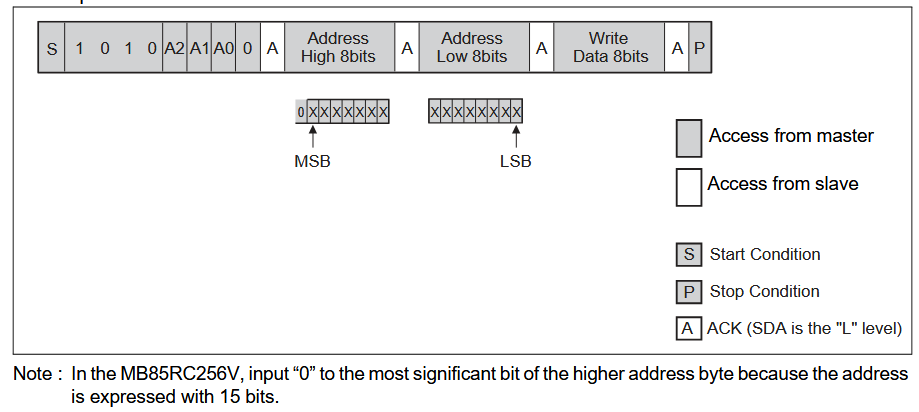 S 1 0 1 0 A2 A1 A0 0 A Address High 8bits A Address Low 8bits A Write Data 8bits A P
0 X X X X X X X X X X X X X X X
MSB
LSB
Access from master
Access from slave
S Start Condition
P Stop Condition
A ACK (SDA is the "L" level)
Note : In the MB85RC256V, input “0” to the most significant bit of the higher address byte because the address
is expressed with 15 bits.